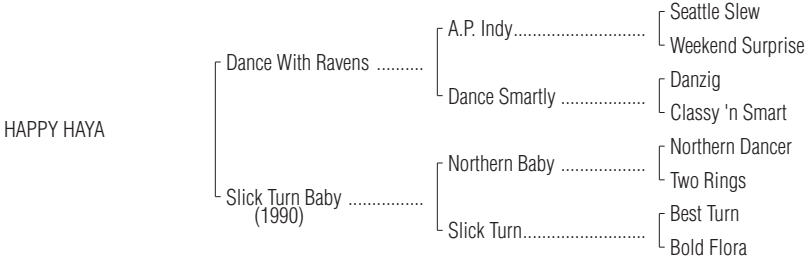 Seattle Slew
A.P. Indy............................
Weekend Surprise
Dance With Ravens ..........
Danzig
Dance Smartly ..................
Classy 'n Smart
HAPPY HAYA
Northern Dancer
Northern Baby ..................
Two Rings
Slick Turn Baby ................
(1990)
Best Turn
Slick Turn..........................
Bold Flora